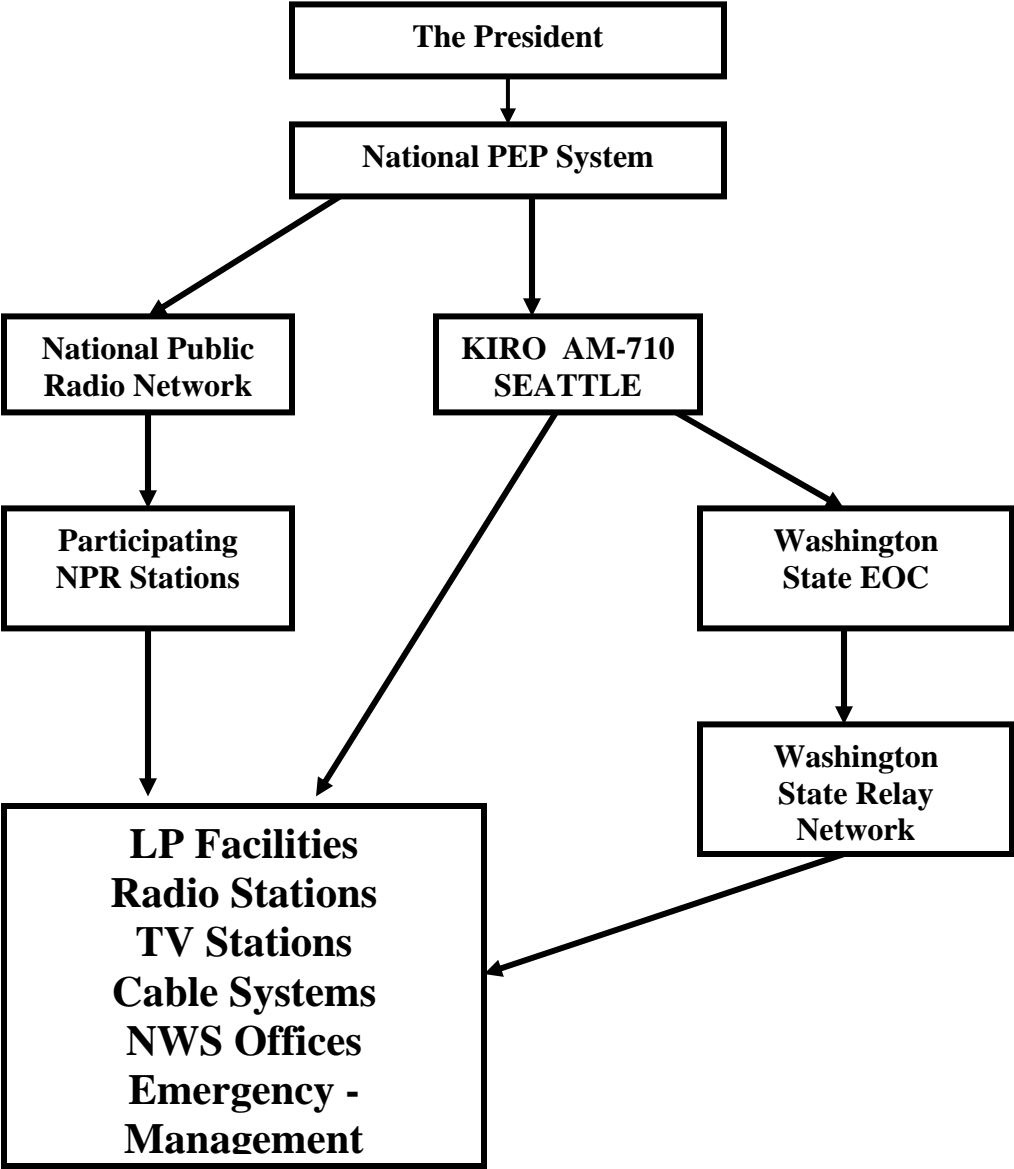 The President
National PEP System
National Public
Radio Network
KIRO AM-710
SEATTLE
Participating
NPR Stations
Washington
State EOC
Washington
State Relay
Network
LP Facilities
Radio Stations
TV Stations
Cable Systems
NWS Offices
Emergency -
Management